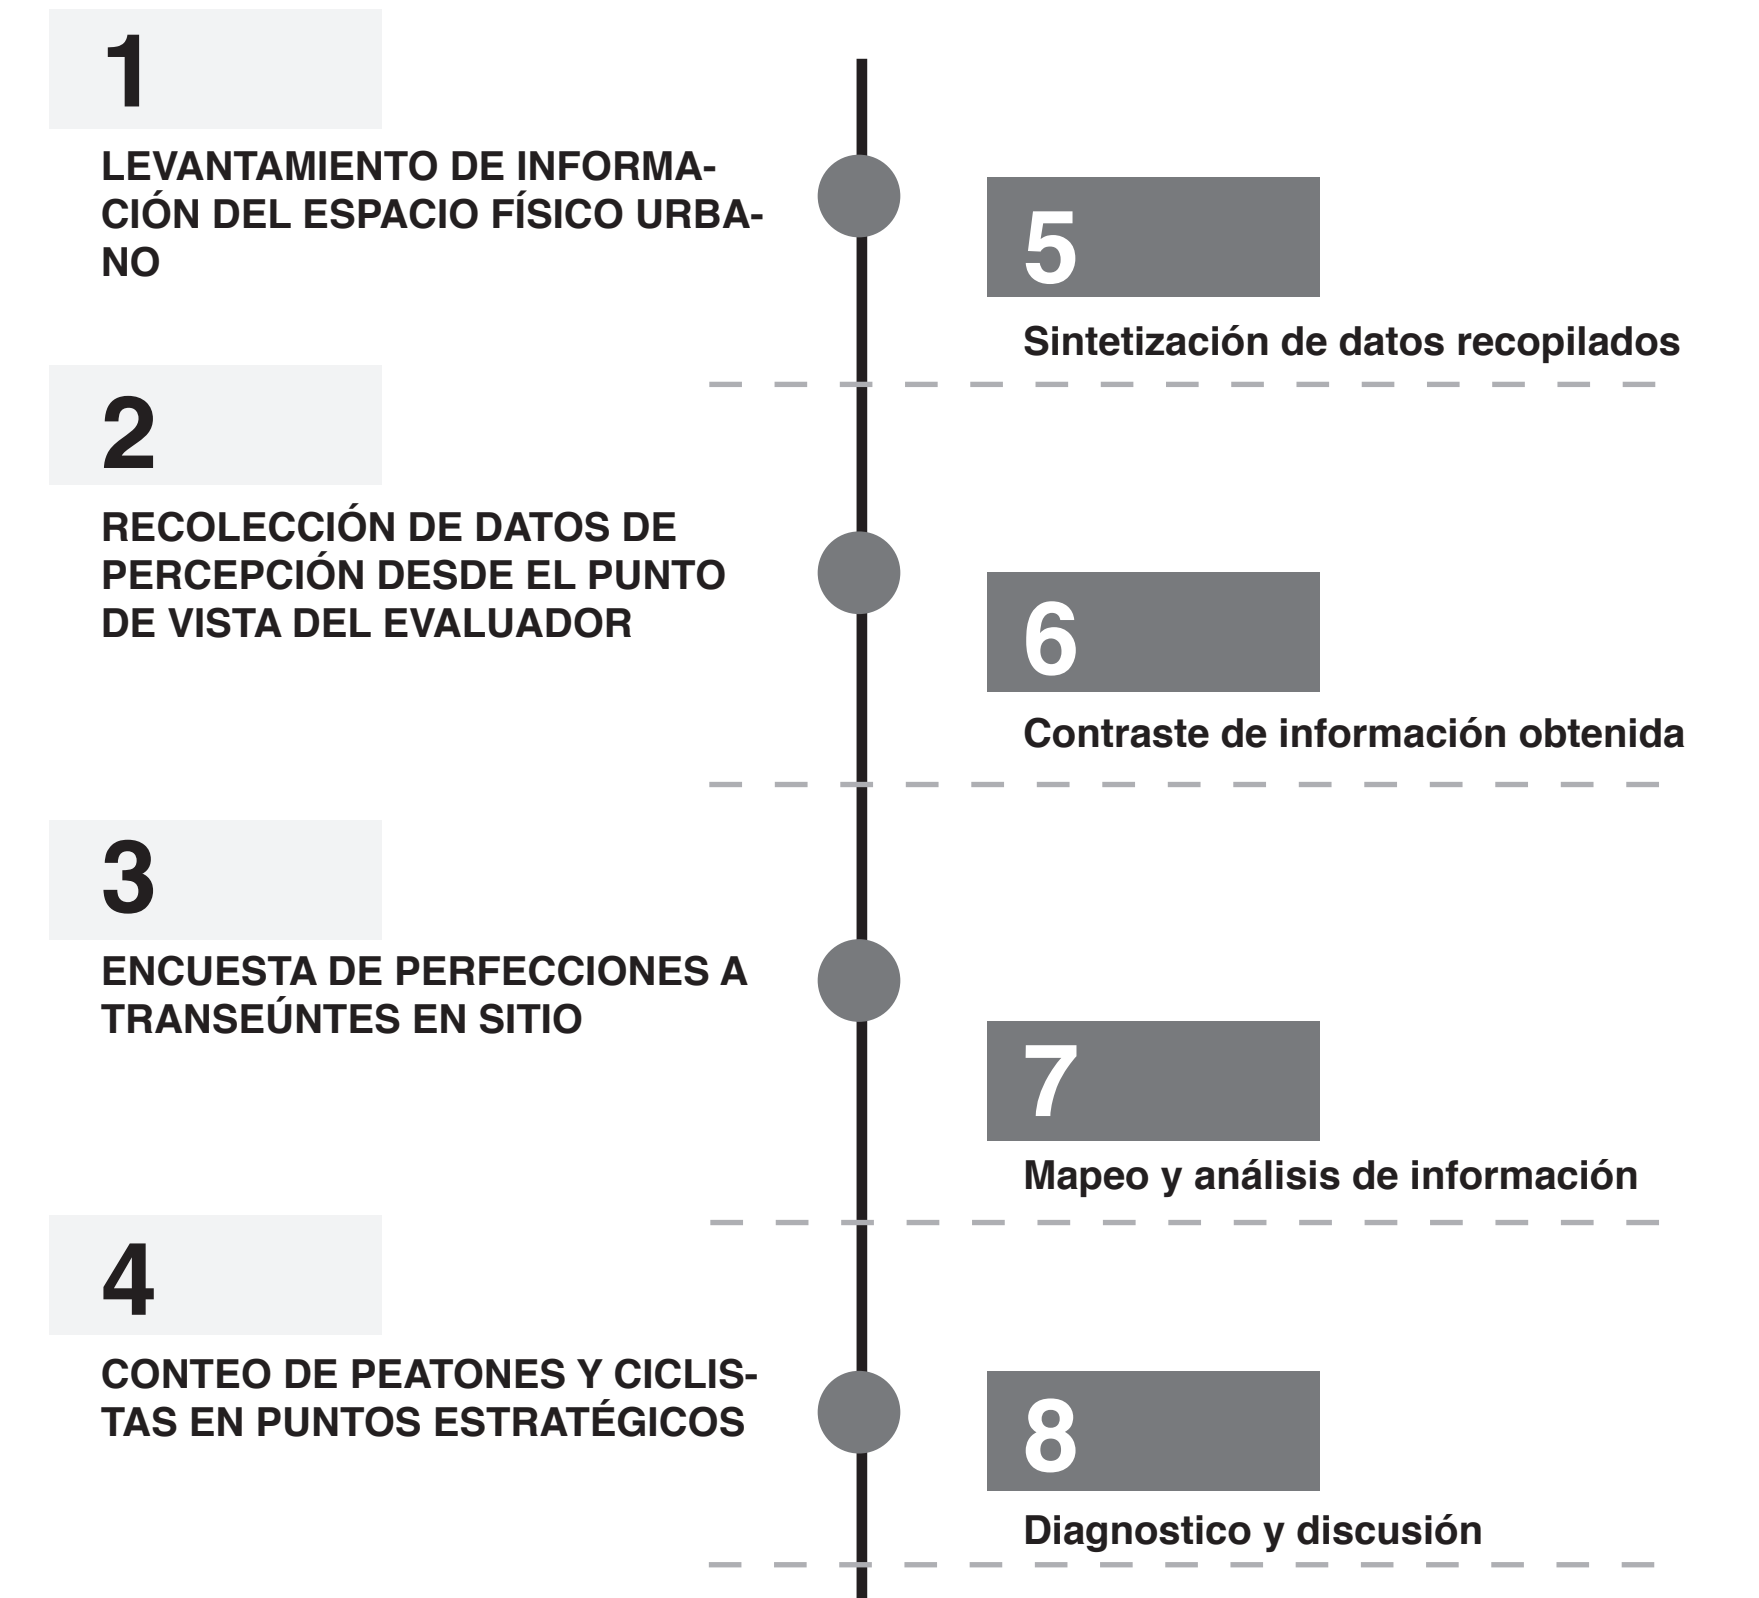 1
LEVANTAMIENTO DE INFORMA-
CIÓN DEL ESPACIO FÍSICO URBA-
NO
2
RECOLECCIÓN DE DATOS DE
PERCEPCIÓN DESDE EL PUNTO
DE VISTA DEL EVALUADOR
3
ENCUESTA DE PERFECCIONES A
TRANSEÚNTES EN SITIO
4
CONTEO DE PEATONES Y CICLIS-
TAS EN PUNTOS ESTRATÉGICOS
5
Sintetización de datos recopilados
6
Contraste de información obtenida
7
Mapeo y análisis de información
8
Diagnostico y discusión